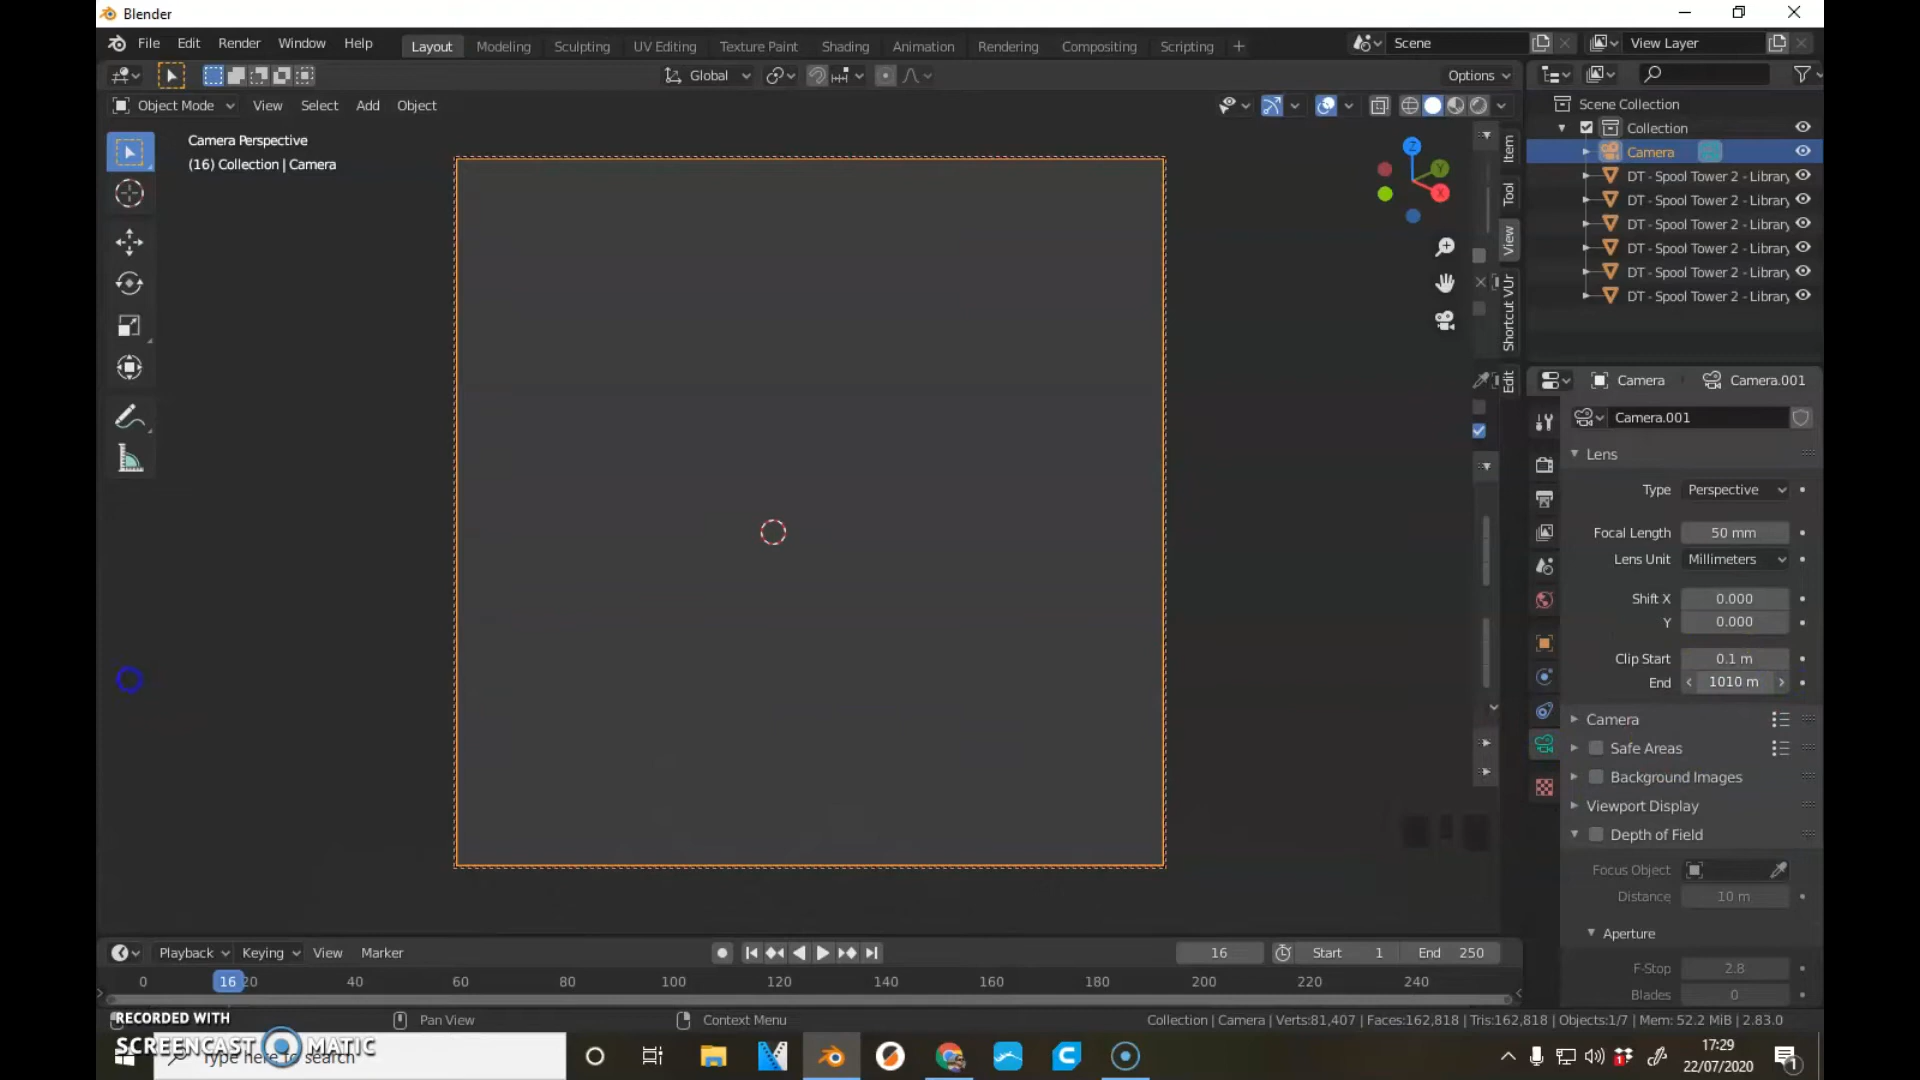 Blender
File Edit Render Window Help Layout Modeling Sculpting UV Editing Texture Paint Shading Animation Rendering Compositing Scripting + Scene View Layer
Global Options
Object Mode View Select Add Object
Camera Perspective
(16) Collection | Camera
Z
Y
X
Item
Tool
View
Shortcut VUr
Edit
Scene Collection
Collection
Camera
DT - Spool Tower 2 - Library
DT - Spool Tower 2 - Library
DT - Spool Tower 2 - Library
DT - Spool Tower 2 - Library
DT - Spool Tower 2 - Library
DT - Spool Tower 2 - Library
Camera Camera.001
Camera.001
Lens
Type Perspective
Focal Length 50 mm
Lens Unit Millimeters
Shift X 0.000
Y 0.000
Clip Start 0.1 m
End 1010 m
Camera
Safe Areas
Background Images
Viewport Display
Depth of Field
Focus Object
Distance 10 m
Aperture
F-Stop 2.8
Blades 0
Playback Keying View Marker 16 Start 1 End 250
0 16 20 40 60 80 100 120 140 160 180 200 220 240
Pan View Context Menu Collection | Camera | Verts:81,407 | Faces:162,818 | Tris:162,818 | Objects:1/7 | Mem: 52.2 MiB | 2.83.0
RECORDED WITH
SCREENCAST MATIC
Type here to search
17:29
22/07/2020
1
1